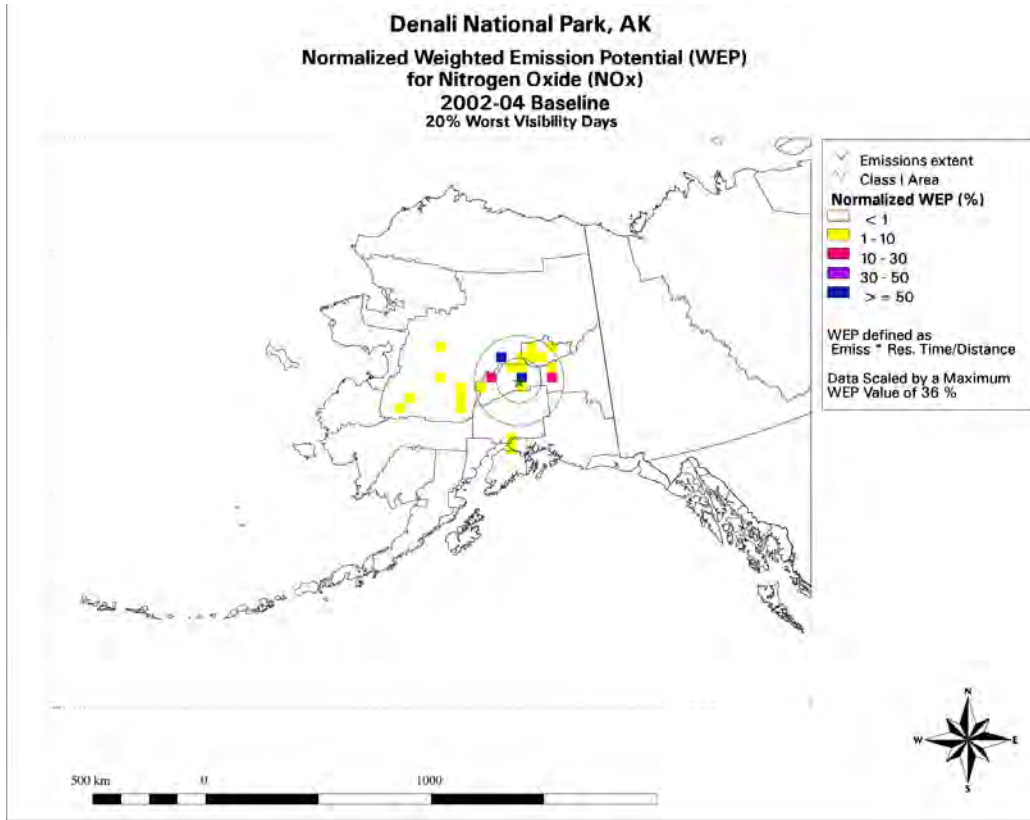 Denali National Park, AK
Normalized Weighted Emission Potential (WEP)
for Nitrogen Oxide (NOx)
2002-04 Baseline
20% Worst Visibility Days
Emissions extent
Class I Area
Normalized WEP (%)
< 1
1 - 10
10 - 30
30 - 50
> = 50
WEP defined as
Emiss * Res. Time/Distance
Data Scaled by a Maximum
WEP Value of 36 %
N
W E
S
500 km 0 1000